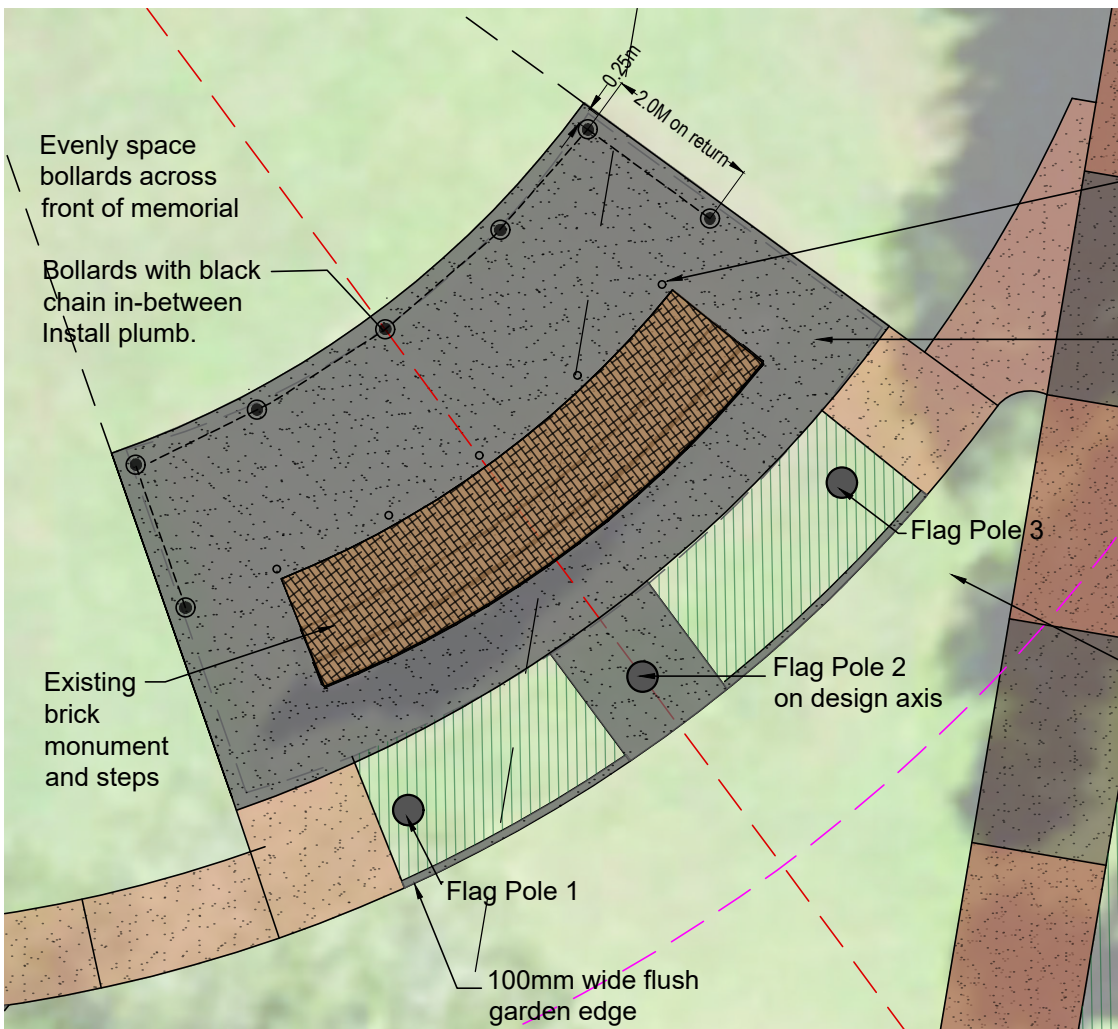 0.25m
2.0M on return
Evenly space
bollards across
front of memorial
Bollards with black
chain in-between
Install plumb.
Flag Pole 3
Existing
brick
monument
and steps
Flag Pole 2
on design axis
Flag Pole 1
100mm wide flush
garden edge